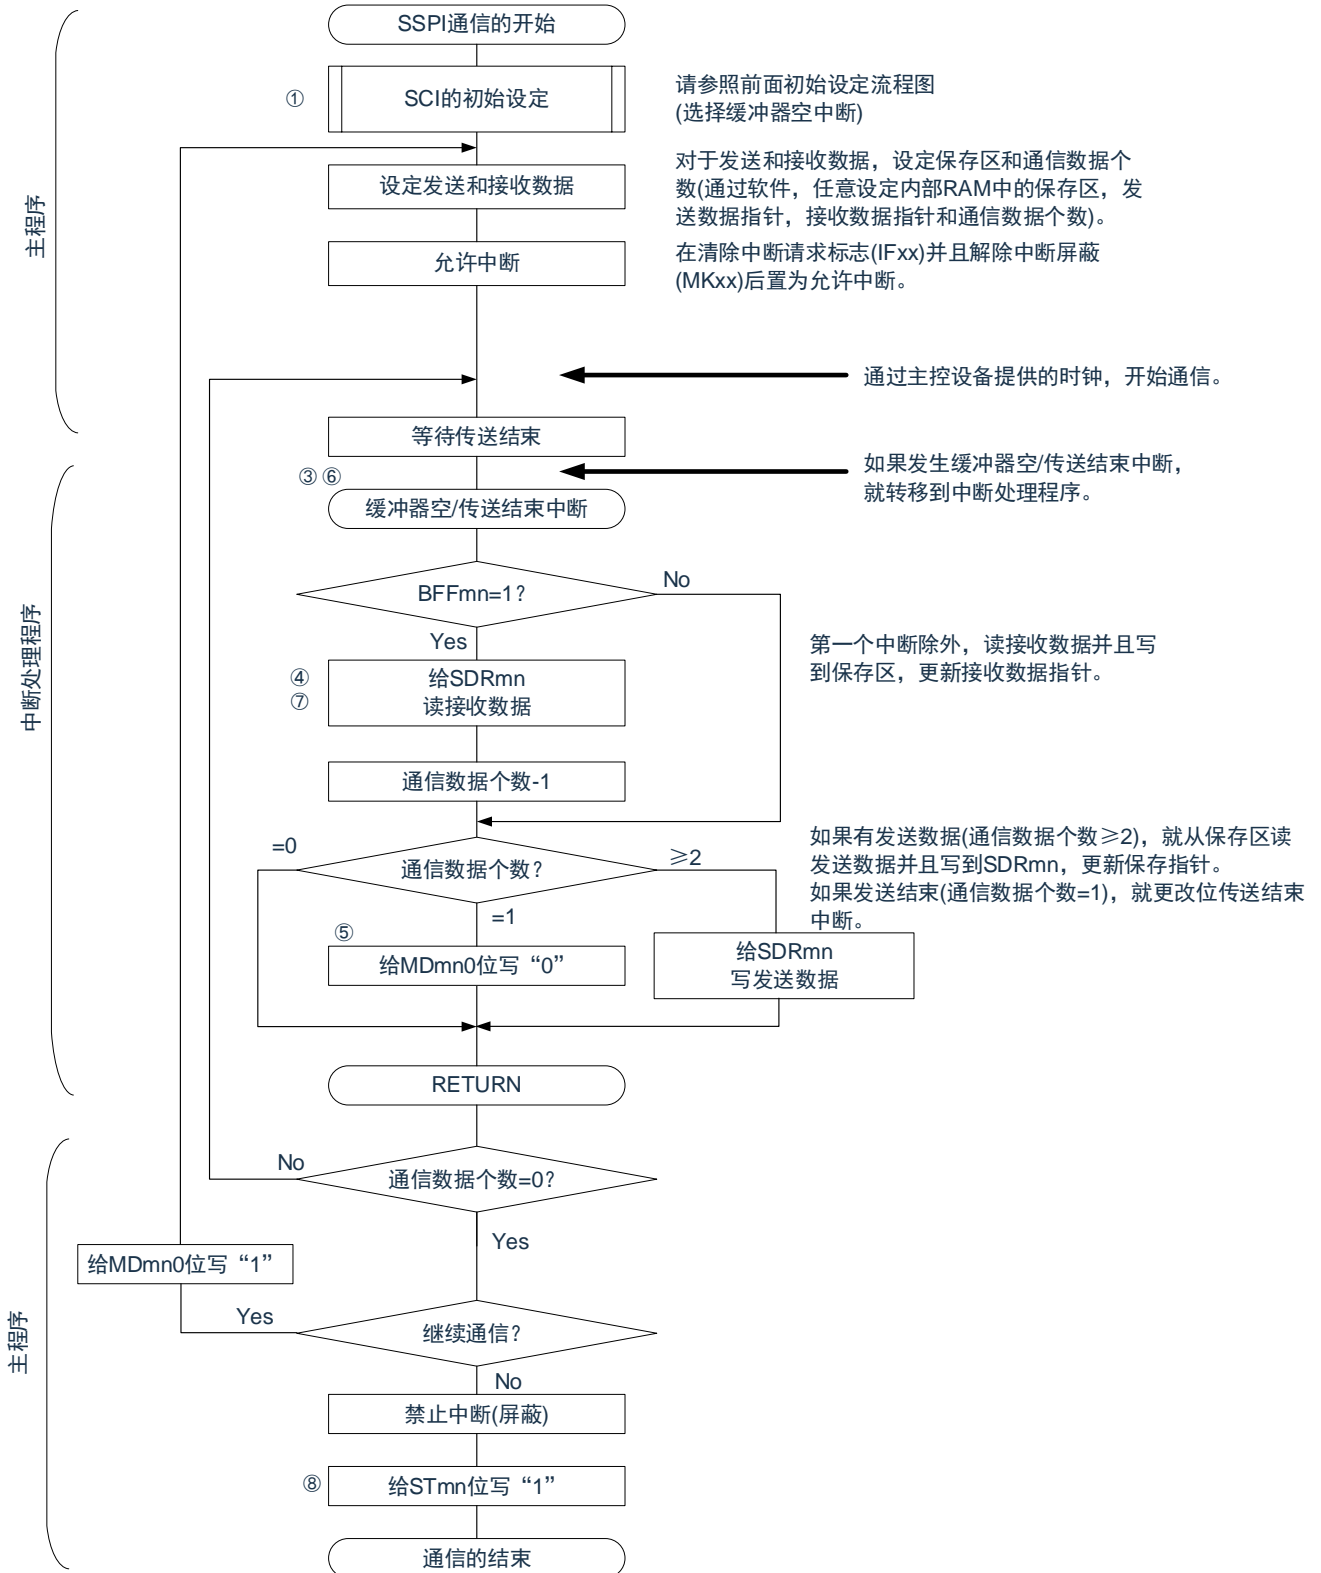 SSPI通信的开始
①
SCI的初始设定
请参照前面初始设定流程图
(选择缓冲器空中断)
设定发送和接收数据
对于发送和接收数据，设定保存区和通信数据个
数(通过软件，任意设定内部RAM中的保存区，发
送数据指针，接收数据指针和通信数据个数)。
主程序
允许中断
在清除中断请求标志(IFxx)并且解除中断屏蔽
(MKxx)后置为允许中断。
通过主控设备提供的时钟，开始通信。
等待传送结束
③⑥
如果发生缓冲器空/传送结束中断，
就转移到中断处理程序。
缓冲器空/传送结束中断
BFFmn=1?
No
Yes
中断处理程序
④
⑦
给SDRmn
读接收数据
第一个中断除外，读接收数据并且写
到保存区，更新接收数据指针。
通信数据个数-1
=0
通信数据个数？
≥2
如果有发送数据(通信数据个数≥2)，就从保存区读
发送数据并且写到SDRmn，更新保存指针。
如果发送结束(通信数据个数=1)，就更改位传送结束
中断。
=1
⑤
给MDmn0位写“0”
给SDRmn
写发送数据
RETURN
No
通信数据个数=0?
Yes
给MDmn0位写“1”
Yes
继续通信？
主程序
No
禁止中断(屏蔽)
⑧
给STmn位写“1”
通信的结束